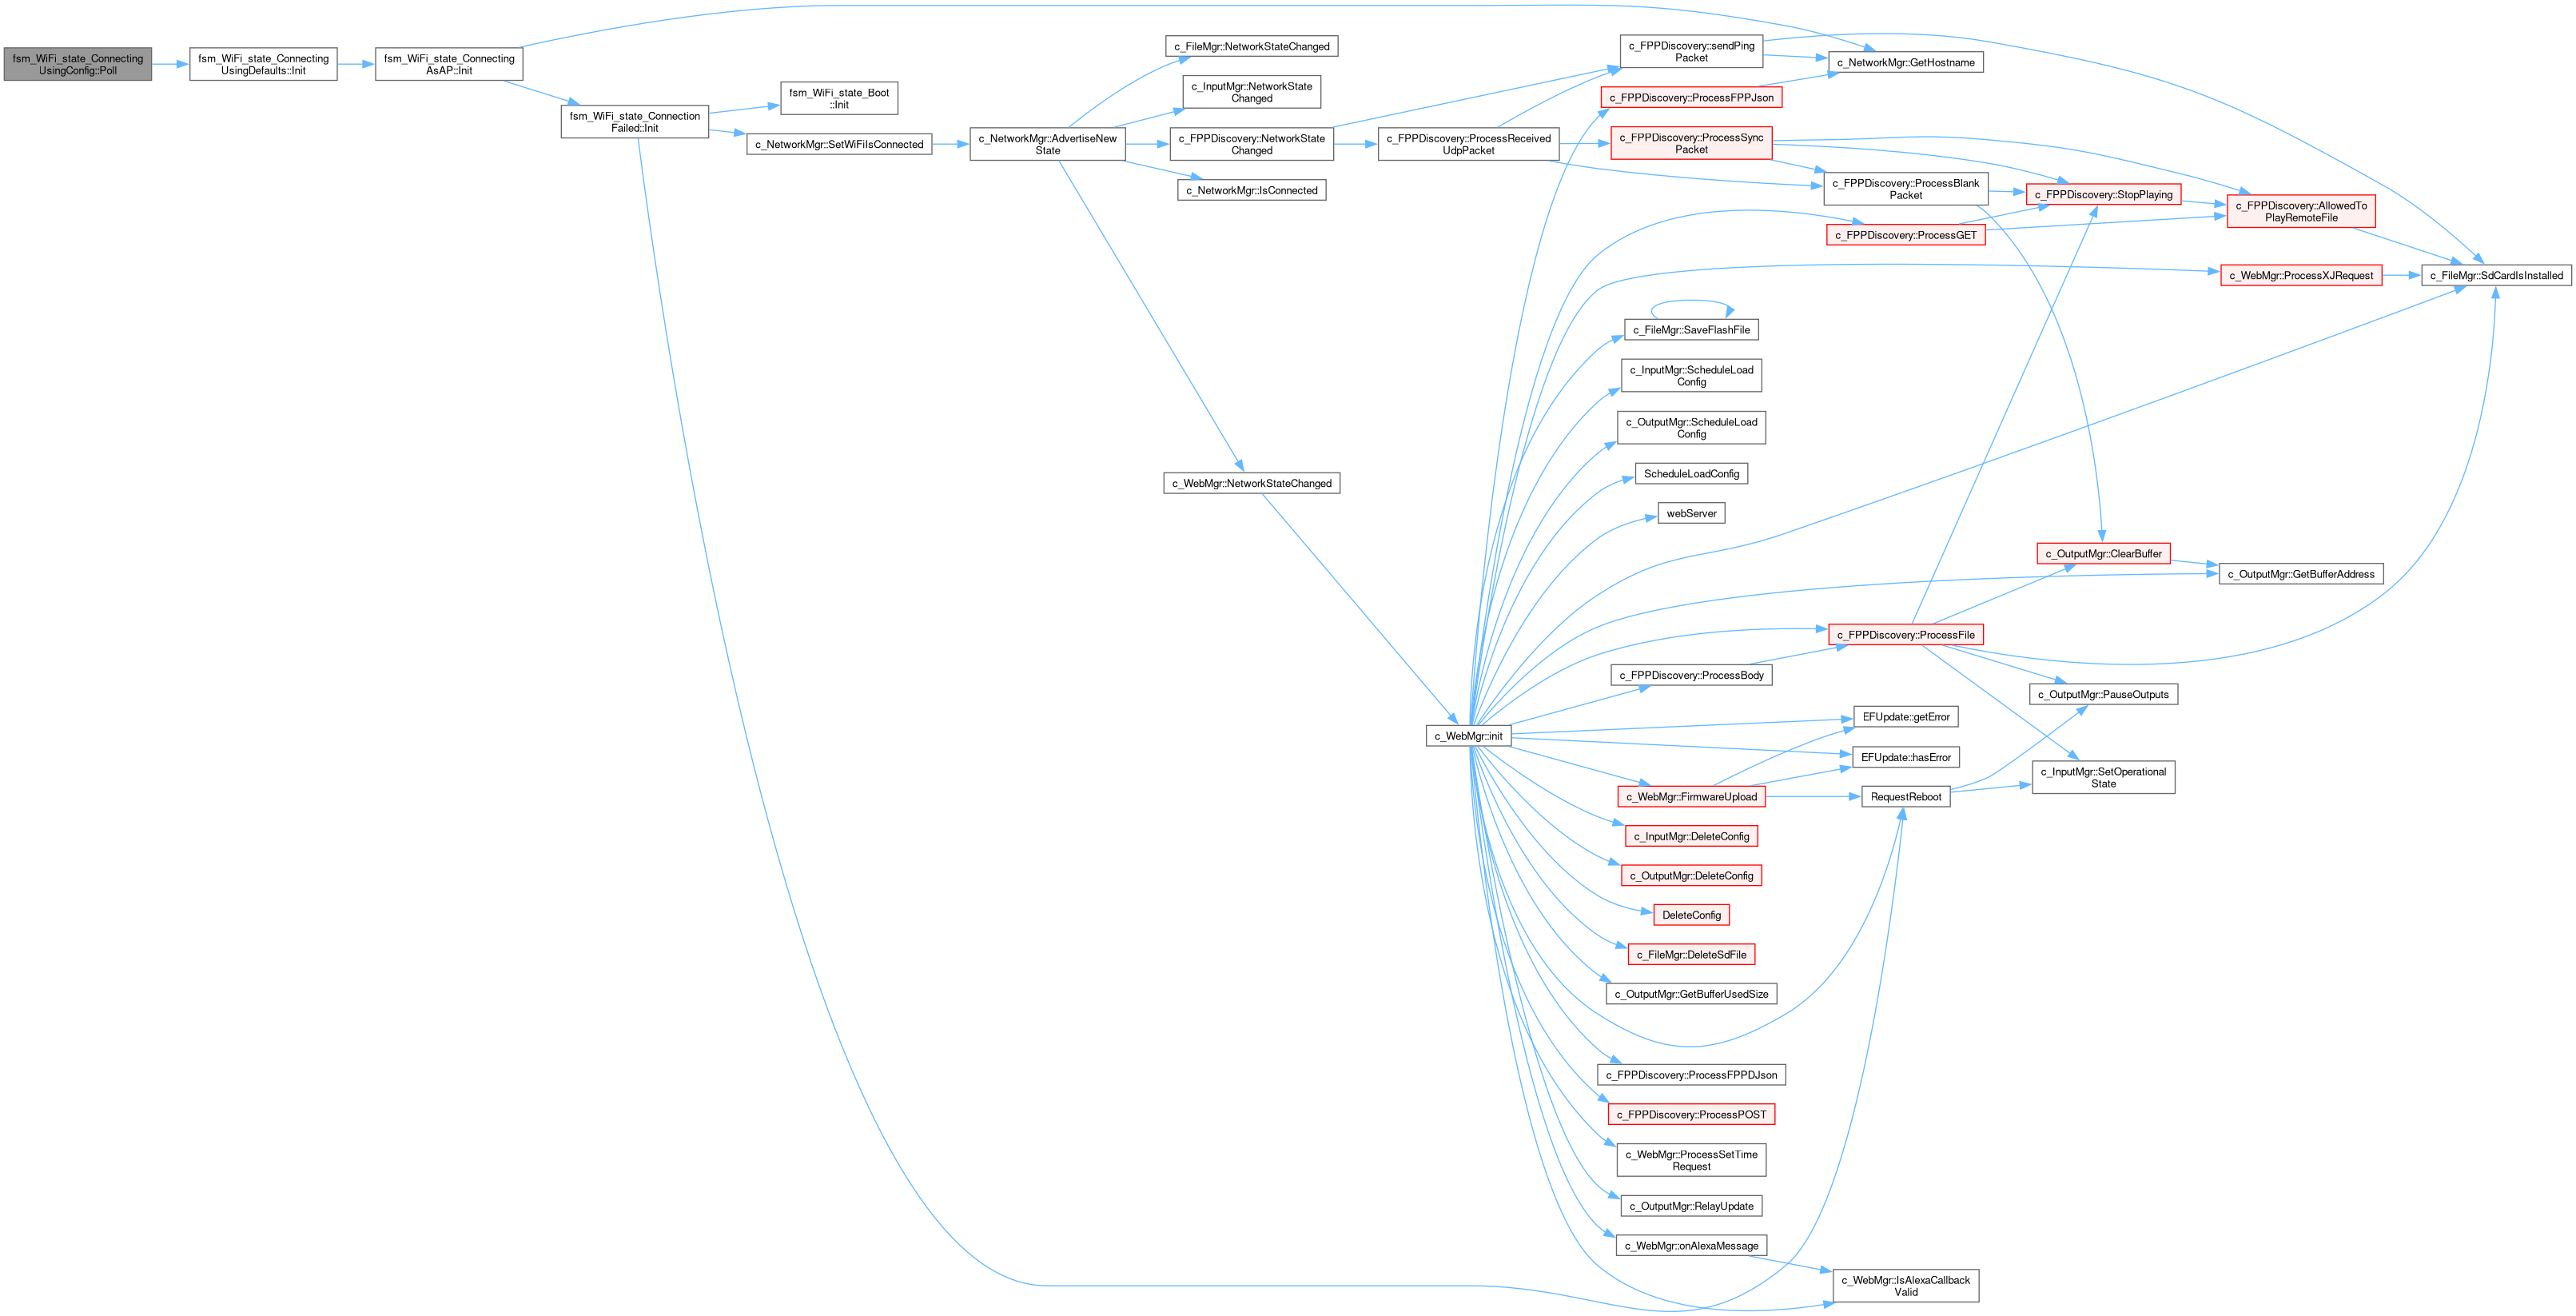 fsm_WiFi_state_Connecting
UsingConfig::Poll
fsm_WiFi_state_Connecting
UsingDefaults::Init
fsm_WiFi_state_Connecting
AsAP::Init
fsm_WiFi_state_Connection
Failed::Init
fsm_WiFi_state_Boot
::Init
c_NetworkMgr::SetWiFiIsConnected
c_NetworkMgr::AdvertiseNew
State
c_FileMgr::NetworkStateChanged
c_InputMgr::NetworkState
Changed
c_FPPDiscovery::NetworkState
Changed
c_NetworkMgr::IsConnected
c_WebMgr::NetworkStateChanged
c_FPPDiscovery::ProcessReceived
UdpPacket
c_WebMgr::init
c_FPPDiscovery::sendPing
Packet
c_FPPDiscovery::ProcessFPPJson
c_FPPDiscovery::ProcessSync
Packet
c_NetworkMgr::GetHostname
c_FPPDiscovery::ProcessBlank
Packet
c_FPPDiscovery::ProcessGET
c_FPPDiscovery::StopPlaying
c_FPPDiscovery::AllowedTo
PlayRemoteFile
c_WebMgr::ProcessXJRequest
c_FileMgr::SdCardIsInstalled
c_FileMgr::SaveFlashFile
c_InputMgr::ScheduleLoad
Config
c_OutputMgr::ScheduleLoad
Config
ScheduleLoadConfig
webServer
c_OutputMgr::ClearBuffer
c_OutputMgr::GetBufferAddress
c_FPPDiscovery::ProcessFile
c_FPPDiscovery::ProcessBody
c_OutputMgr::PauseOutputs
EFUpdate::getError
EFUpdate::hasError
c_InputMgr::SetOperational
State
c_WebMgr::FirmwareUpload
RequestReboot
c_InputMgr::DeleteConfig
c_OutputMgr::DeleteConfig
DeleteConfig
c_FileMgr::DeleteSdFile
c_OutputMgr::GetBufferUsedSize
c_FPPDiscovery::ProcessFPPDJson
c_FPPDiscovery::ProcessPOST
c_WebMgr::ProcessSetTime
Request
c_OutputMgr::RelayUpdate
c_WebMgr::onAlexaMessage
c_WebMgr::IsAlexaCallback
Valid